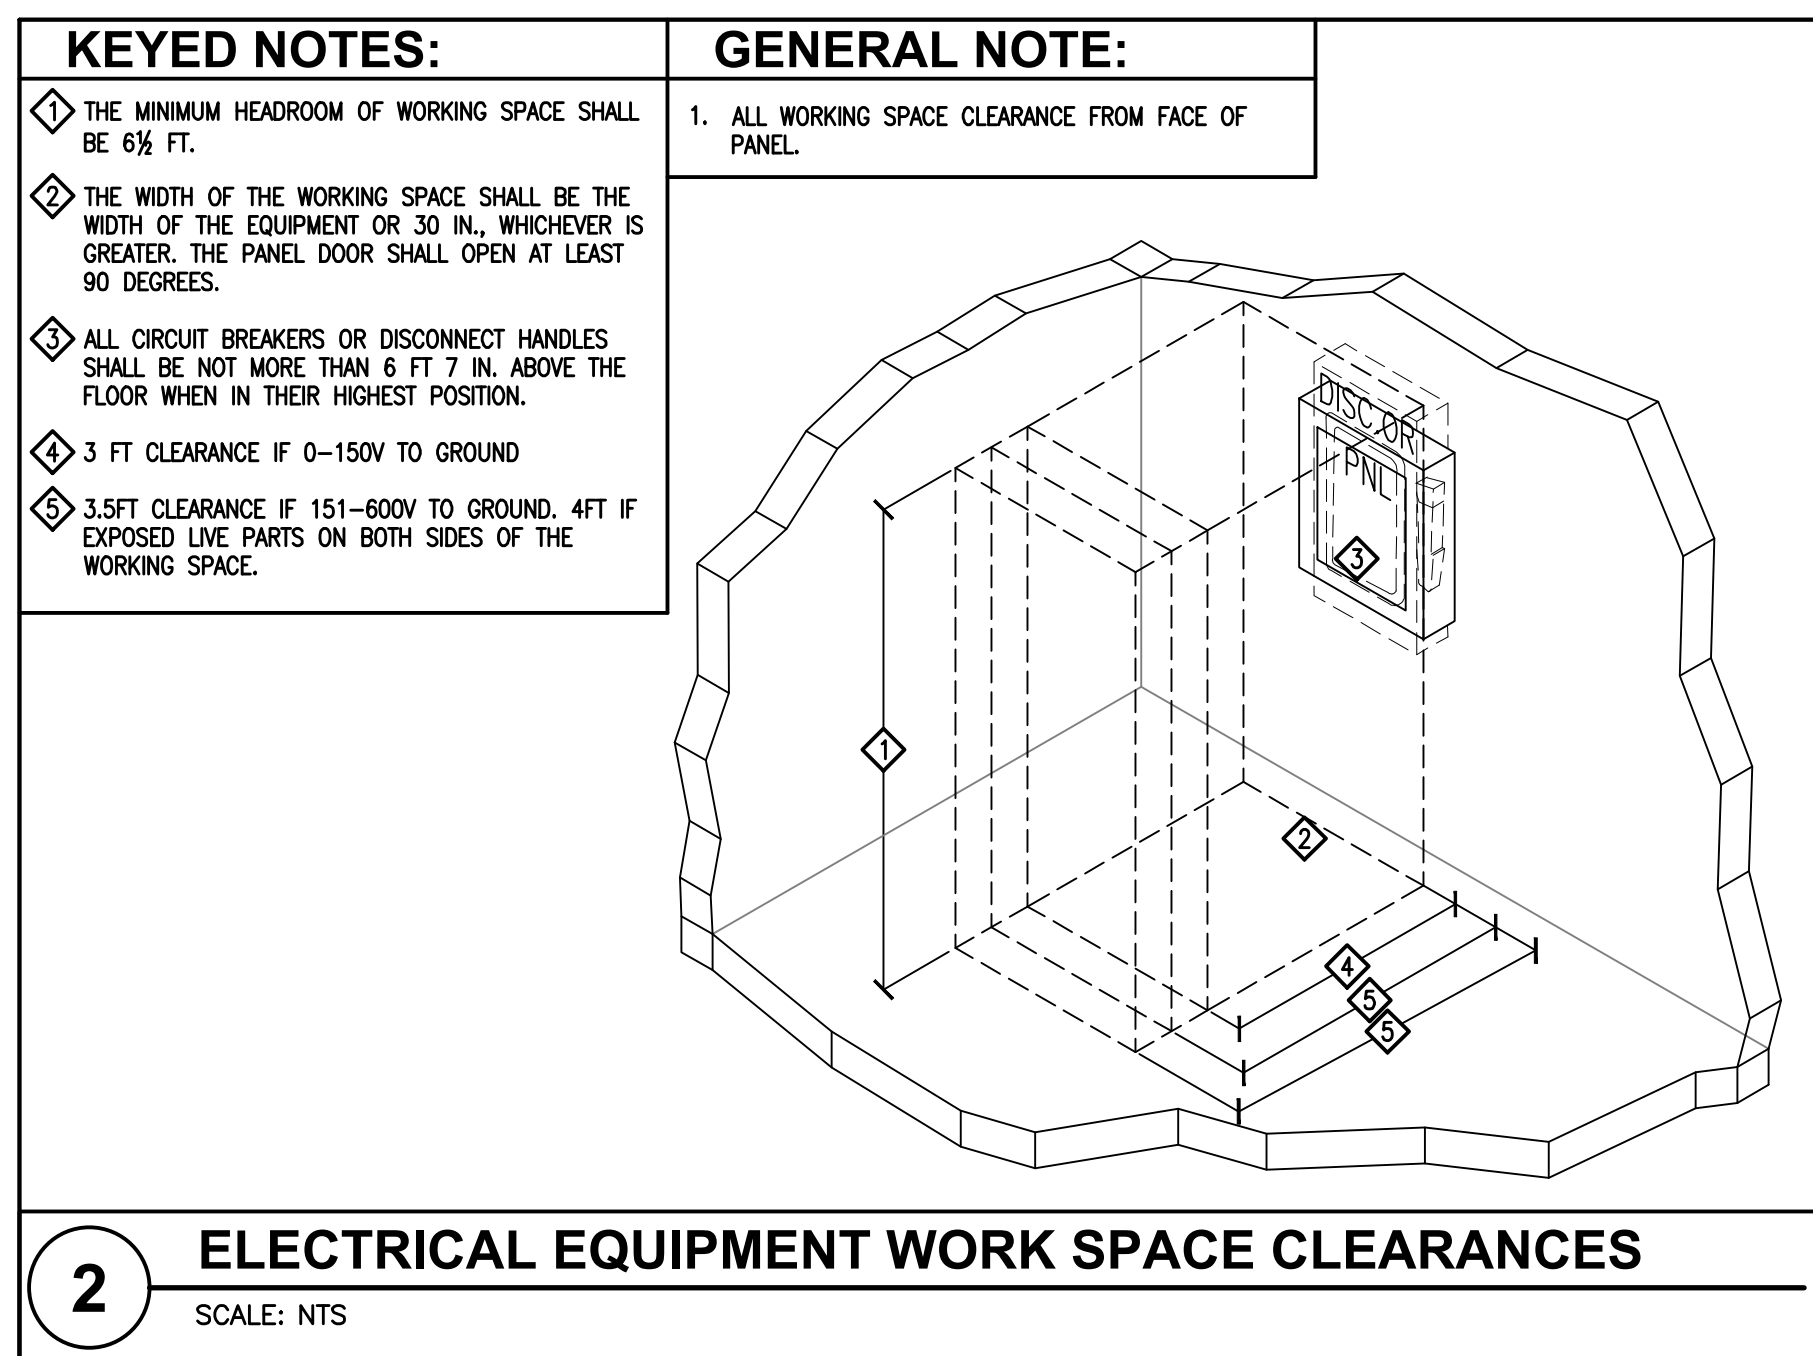 KEYED NOTES:
1 THE MINIMUM HEADROOM OF WORKING SPACE SHALL
BE 6½ FT.
2 THE WIDTH OF THE WORKING SPACE SHALL BE THE
WIDTH OF THE EQUIPMENT OR 30 IN., WHICHEVER IS
GREATER. THE PANEL DOOR SHALL OPEN AT LEAST
90 DEGREES.
3 ALL CIRCUIT BREAKERS OR DISCONNECT HANDLES
SHALL BE NOT MORE THAN 6 FT 7 IN. ABOVE THE
FLOOR WHEN IN THEIR HIGHEST POSITION.
4 3 FT CLEARANCE IF 0-150V TO GROUND
5 3.5FT CLEARANCE IF 151-600V TO GROUND. 4FT IF
EXPOSED LIVE PARTS ON BOTH SIDES OF THE
WORKING SPACE.
GENERAL NOTE:
1. ALL WORKING SPACE CLEARANCE FROM FACE OF
PANEL.
DISC OR
PNL
3
1
2
4
5
5
2
ELECTRICAL EQUIPMENT WORK SPACE CLEARANCES
SCALE: NTS